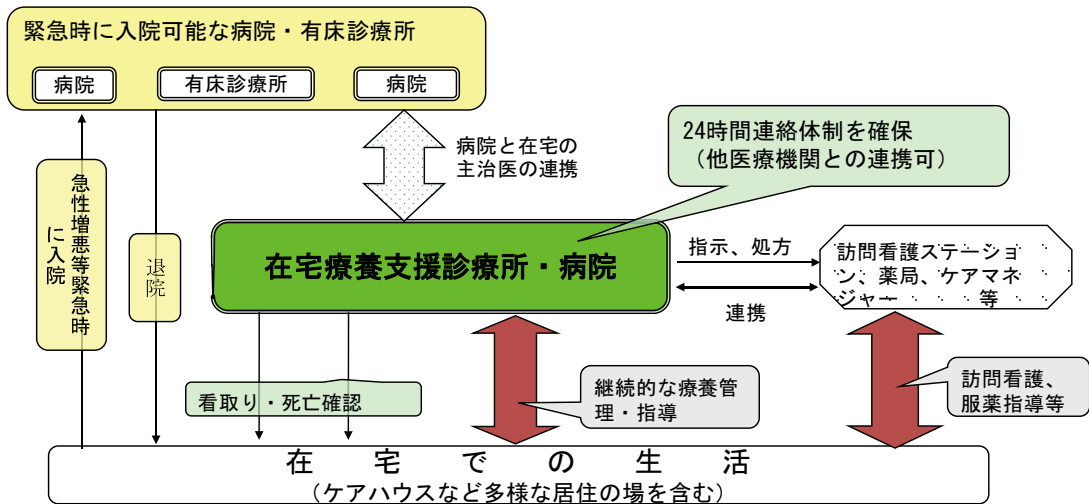 緊急時に入院可能な病院・有床診療所
病院
有床診療所
病院
24時間連絡体制を確保
（他医療機関との連携可）
病院と在宅の
主治医の連携
急性増悪等緊急時
に入院
退院
在宅療養支援診療所・病院
指示、処方
連携
訪問看護ステーショ
ン、薬局、ケアマネ
ジャー　　　等
看取り・死亡確認
継続的な療養管
理・指導
訪問看護、
服薬指導等
在宅での生活
（ケアハウスなど多様な居住の場を含む）